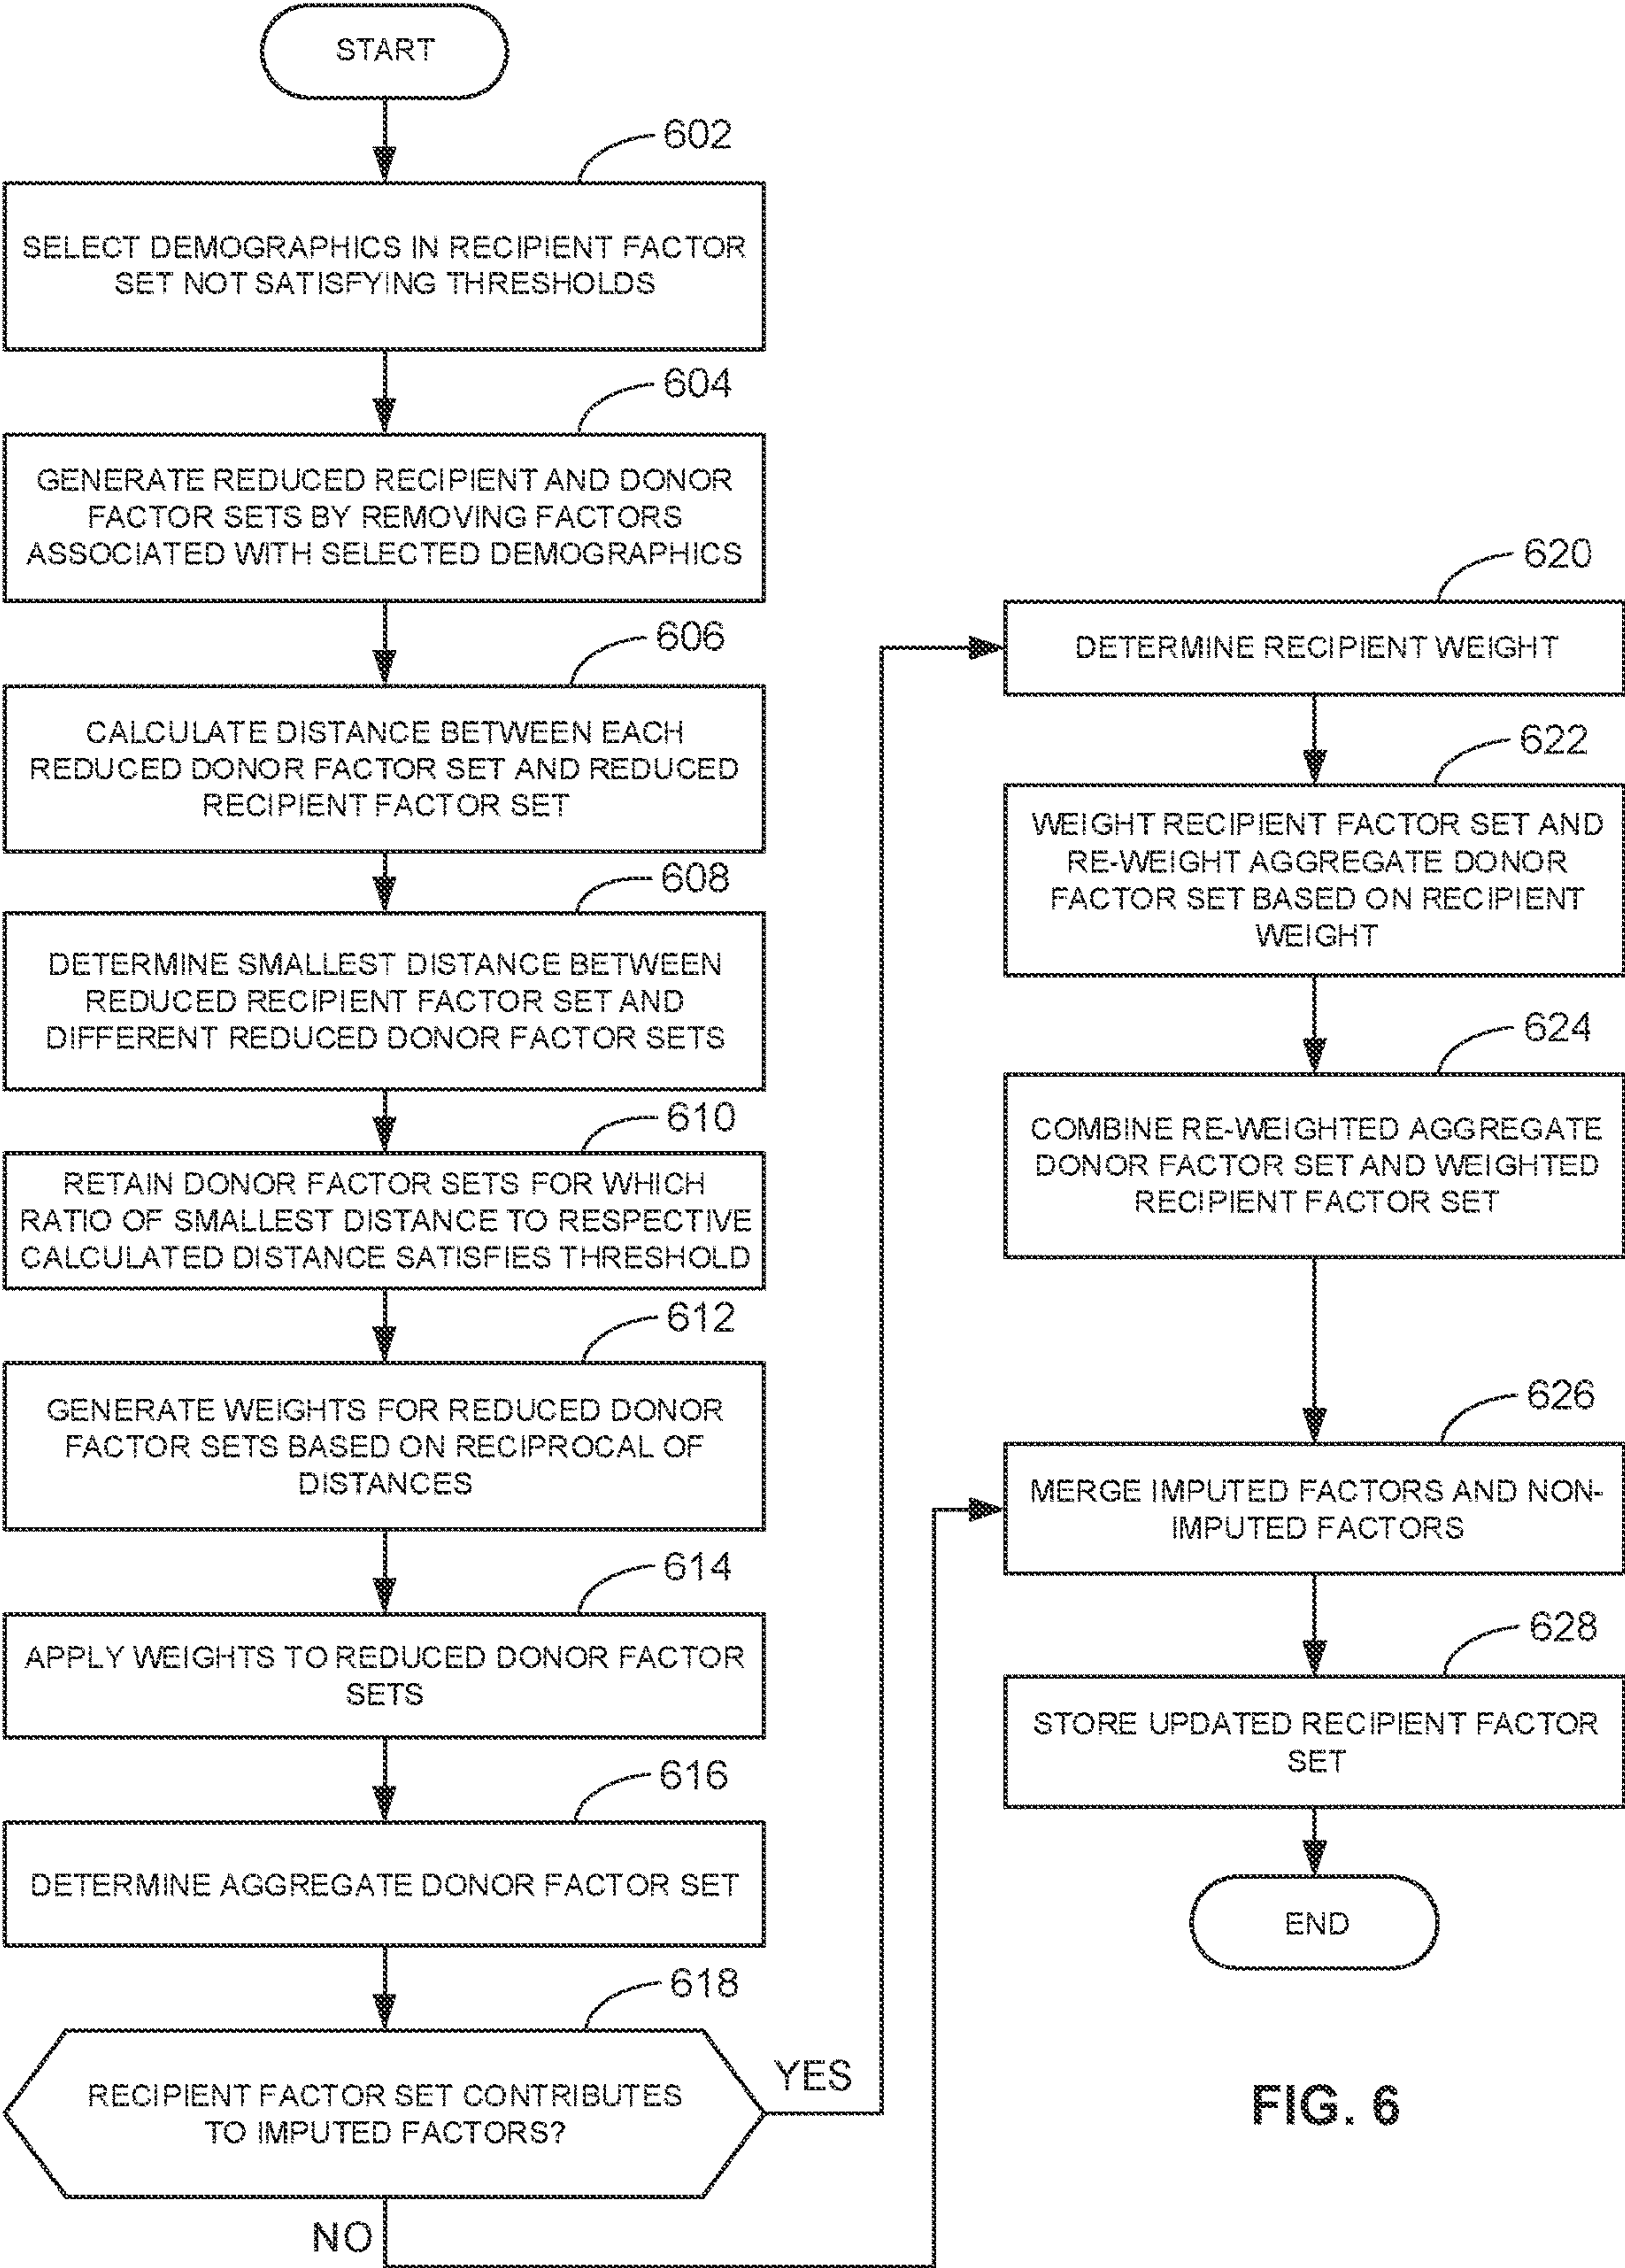 START
602
SELECT DEMOGRAPHICS IN RECIPIENT FACTOR
SET NOT SATISFYING THRESHOLDS
604
GENERATE REDUCED RECIPIENT AND DONOR
FACTOR SETS BY REMOVING FACTORS
ASSOCIATED WITH SELECTED DEMOGRAPHICS
606
CALCULATE DISTANCE BETWEEN EACH
REDUCED DONOR FACTOR SET AND REDUCED
RECIPIENT FACTOR SET
608
DETERMINE SMALLEST DISTANCE BETWEEN
REDUCED RECIPIENT FACTOR SET AND
DIFFERENT REDUCED DONOR FACTOR SETS
610
RETAIN DONOR FACTOR SETS FOR WHICH
RATIO OF SMALLEST DISTANCE TO RESPECTIVE
CALCULATED DISTANCE SATISFIES THRESHOLD
612
GENERATE WEIGHTS FOR REDUCED DONOR
FACTOR SETS BASED ON RECIPROCAL OF
DISTANCES
614
APPLY WEIGHTS TO REDUCED DONOR FACTOR
SETS
616
DETERMINE AGGREGATE DONOR FACTOR SET
618
RECIPIENT FACTOR SET CONTRIBUTES
TO IMPUTED FACTORS?
YES
NO
620
DETERMINE RECIPIENT WEIGHT
622
WEIGHT RECIPIENT FACTOR SET AND
RE-WEIGHT AGGREGATE DONOR
FACTOR SET BASED ON RECIPIENT
WEIGHT
624
COMBINE RE-WEIGHTED AGGREGATE
DONOR FACTOR SET AND WEIGHTED
RECIPIENT FACTOR SET
626
MERGE IMPUTED FACTORS AND NON-
IMPUTED FACTORS
628
STORE UPDATED RECIPIENT FACTOR
SET
END
FIG. 6